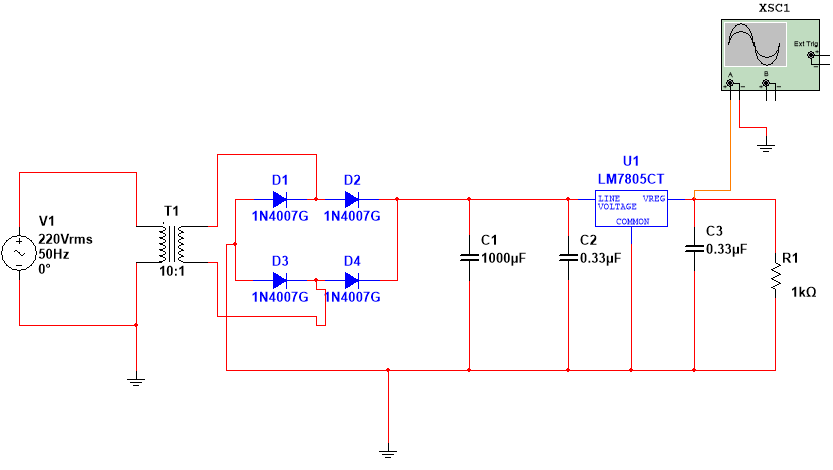 XSC1
Ext Trig
+
−
A
B
+
−
+
−
V1
220Vrms
50Hz
0°
+
T1
10:1
D1
1N4007G
D2
1N4007G
D3
1N4007G
D4
1N4007G
C1
1000µF
C2
0.33µF
U1
LM7805CT
LINE VREG
VOLTAGE
COMMON
C3
0.33µF
R1
1kΩ